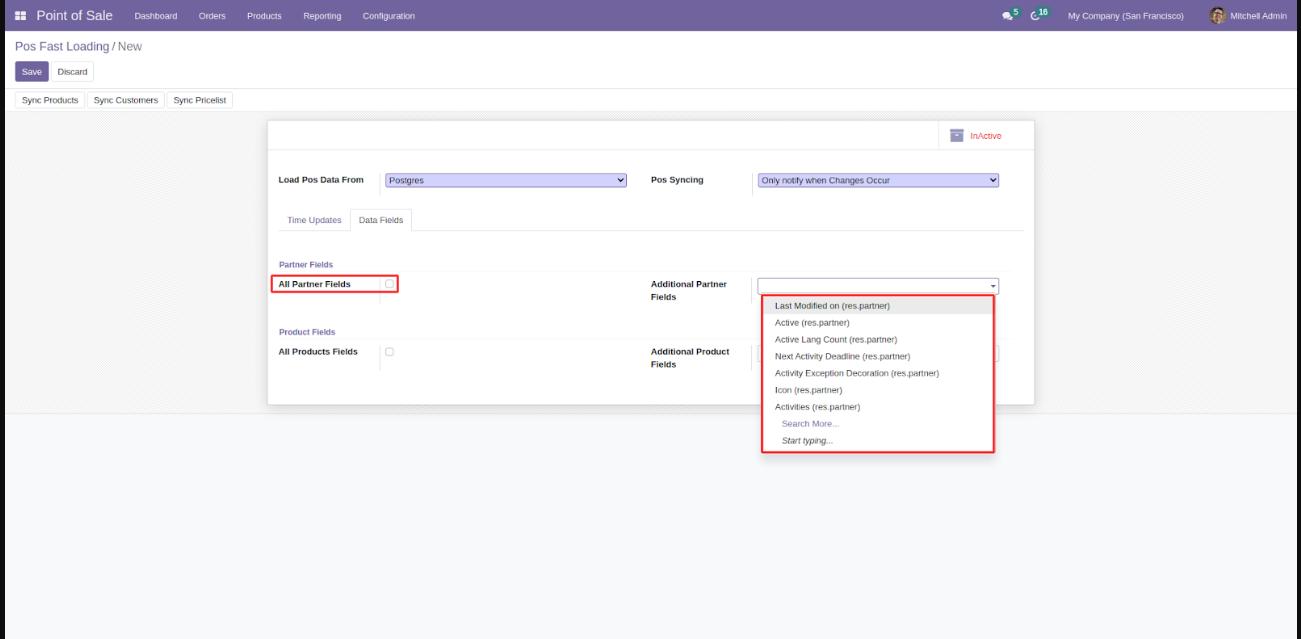 Point of Sale Dashboard Orders Products Reporting Configuration 5 16 My Company (San Francisco) Mitchell Admin
Pos Fast Loading / New
Save Discard
Sync Products Sync Customers Sync Pricelist
InActive
Load Pos Data From Postgres Pos Syncing Only notify when Changes Occur
Time Updates Data Fields
Partner Fields
All Partner Fields Additional Partner
Fields
Last Modified on (res.partner)
Active (res.partner)
Product Fields
Active Lang Count (res.partner)
All Products Fields Additional Product
Fields
Next Activity Deadline (res.partner)
Activity Exception Decoration (res.partner)
Icon (res.partner)
Activities (res.partner)
Search More...
Start typing...